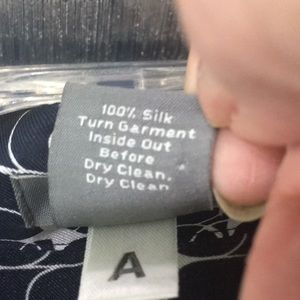 100% Silk
Turn Garment
Inside Out
Before
Dry Clean.
Dry Clean
A